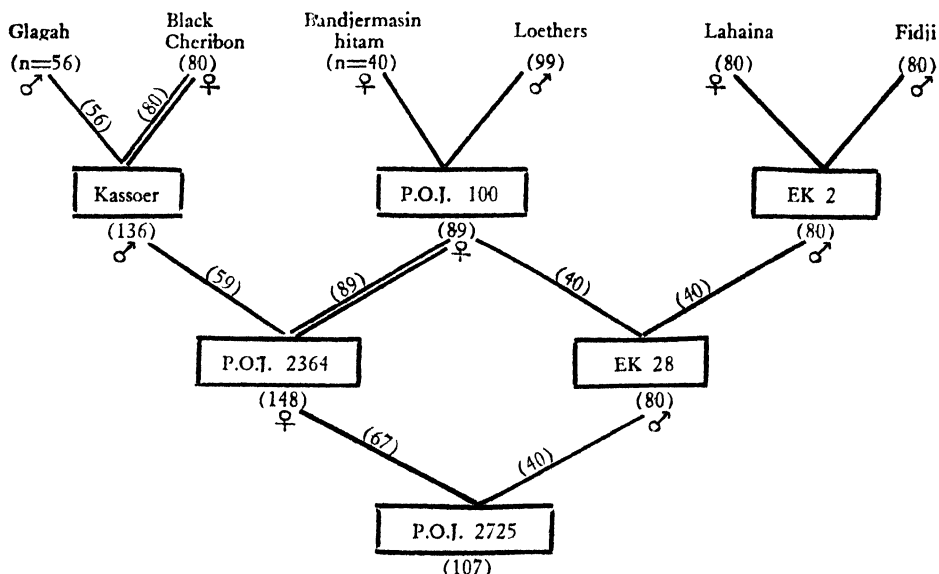 Glagah
Black Cheribon
Bandjermasin hitam
Loethers
Lahaina
Fidji
(n=56)
(80)
(n=40)
(99)
(80)
(80)
♂
♀
♀
♂
♀
♂
(56)
(80)
Kassoer
P.O.J. 100
EK 2
(136)
(89)
(80)
♂
♀
♂
(59)
(89)
(40)
(40)
P.O.J. 2364
EK 28
(148)
(80)
♀
♂
(67)
(40)
P.O.J. 2725
(107)